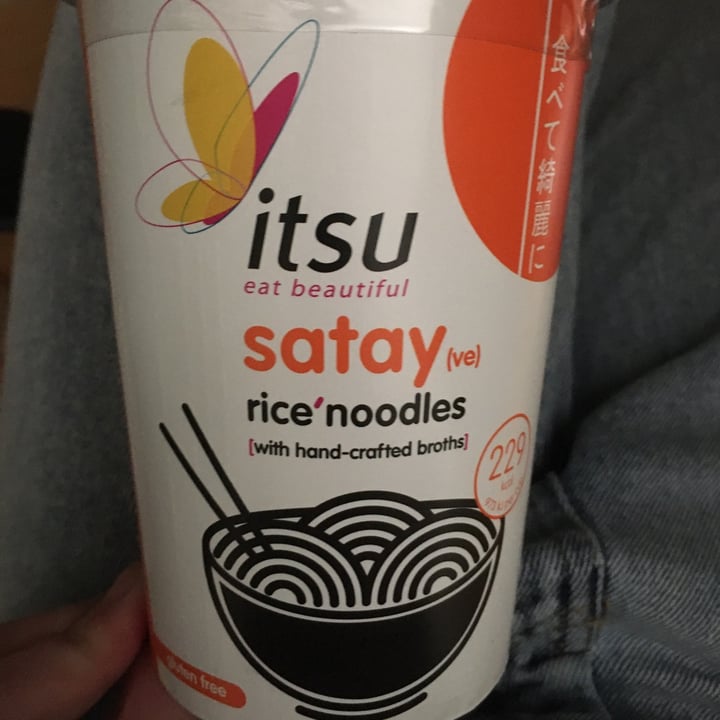 食べて綺麗に
itsu
eat beautiful
satay (ve)
rice'noodles
[with hand-crafted broths]
229
kcal
gluten free